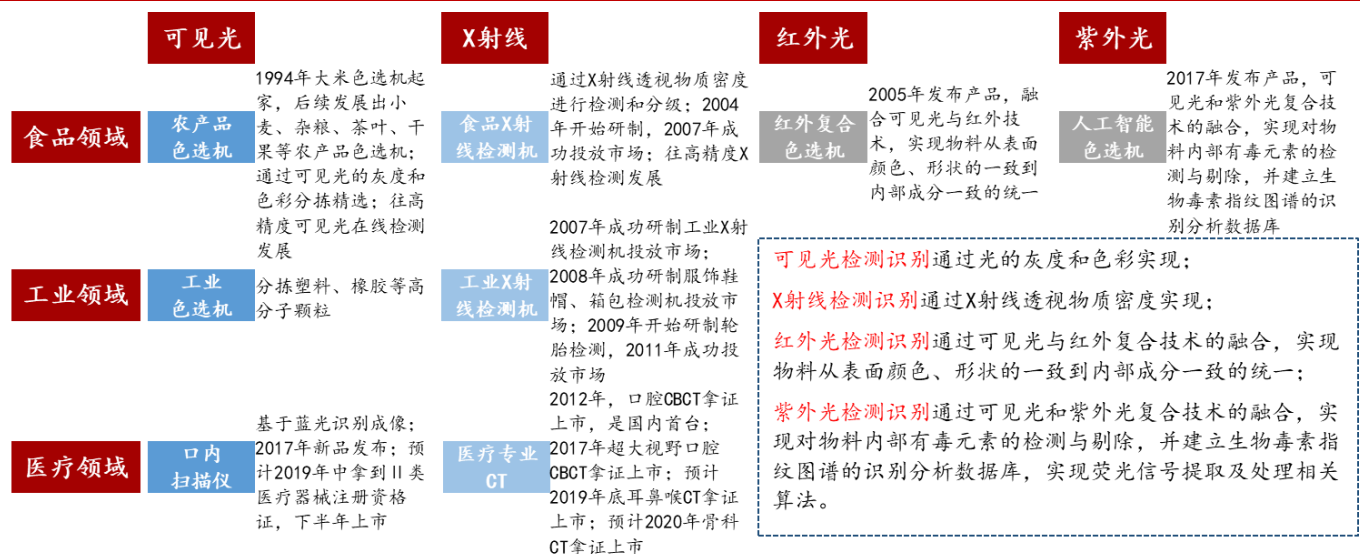 可见光
X射线
红外光
紫外光
食品领域
农产品
色选机
1994年大米色选机起
家，后续发展出小
麦、杂粮、茶叶、干
果等农产品色选机；
通过可见光的灰度和
色彩分拣精选；往高
精度可见光在线检测
发展
食品X射
线检测机
通过X射线透视物质密度
进行检测和分级；2004
年开始研制，2007年成
功投放市场；往高精度X
射线检测发展
红外复合
色选机
2005年发布产品，融
合可见光与红外技
术，实现物料从表面
颜色、形状的一致到
内部成分一致的统一
人工智能
色选机
2017年发布产品，可
见光和紫外光复合技
术的融合，实现对物
料内部有毒元素的检
测与剔除，并建立生
物毒素指纹图谱的识
别分析数据库
工业领域
工业
色选机
分拣塑料、橡胶等高
分子颗粒
工业X射
线检测机
2007年成功研制工业X射
线检测机投放市场；
2008年成功研制服饰鞋
帽、箱包检测机投放市
场；2009年开始研制轮
胎检测，2011年成功投
放市场
医疗领域
口内
扫描仪
基于蓝光识别成像；
2017年新品发布；预
计2019年中拿到Ⅱ类
医疗器械注册资格
证，下半年上市
医疗专业
CT
2012年，口腔CBCT拿证
上市，是国内首台；
2017年超大视野口腔
CBCT拿证上市；预计
2019年底耳鼻喉CT拿证
上市；预计2020年骨科
CT拿证上市
可见光检测识别通过光的灰度和色彩实现；
X射线检测识别通过X射线透视物质密度实现；
红外光检测识别通过可见光与红外复合技术的融合，实现
物料从表面颜色、形状的一致到内部成分一致的统一；
紫外光检测识别通过可见光和紫外光复合技术的融合，实
现对物料内部有毒元素的检测与剔除，并建立生物毒素指
纹图谱的识别分析数据库，实现荧光信号提取及处理相关
算法。